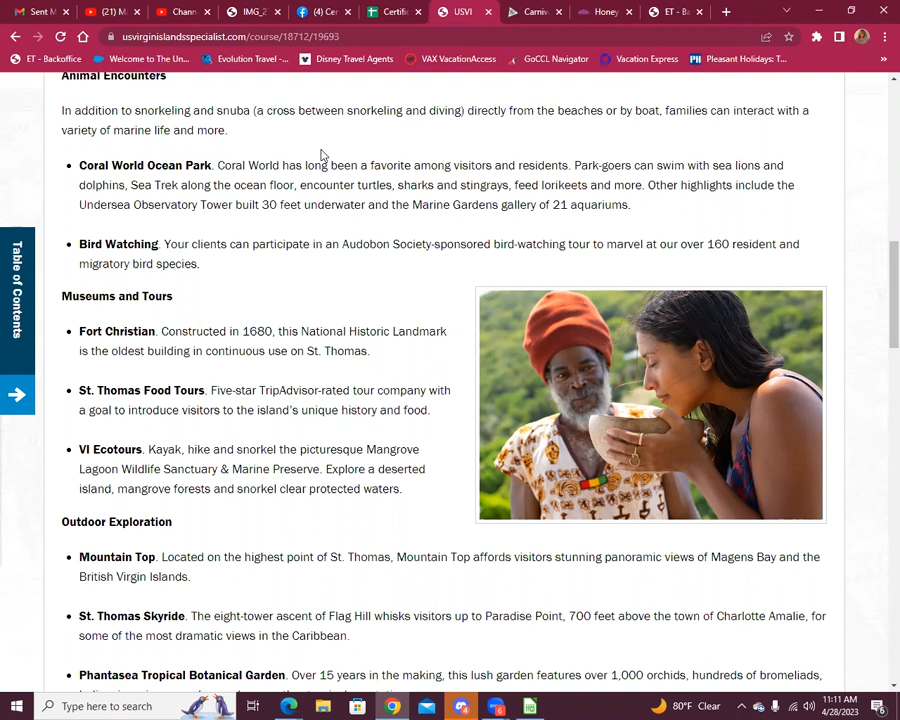 Sent M
(21) M
Chann
IMG_2
(4) Cer
Certific
USVI
Carniv
Honey
ET - Ba
usvirginislandsspecialist.com/course/18712/19693
ET - Backoffice
Welcome to The Un...
Evolution Travel -...
Disney Travel Agents
VAX VacationAccess
GoCCL Navigator
Vacation Express
Pleasant Holidays: T...
Animal Encounters
In addition to snorkeling and snuba (a cross between snorkeling and diving) directly from the beaches or by boat, families can interact with a
variety of marine life and more.
Coral World Ocean Park. Coral World has long been a favorite among visitors and residents. Park-goers can swim with sea lions and
dolphins, Sea Trek along the ocean floor, encounter turtles, sharks and stingrays, feed lorikeets and more. Other highlights include the
Undersea Observatory Tower built 30 feet underwater and the Marine Gardens gallery of 21 aquariums.
Bird Watching. Your clients can participate in an Audobon Society-sponsored bird-watching tour to marvel at our over 160 resident and
migratory bird species.
Table of Contents
Museums and Tours
Fort Christian. Constructed in 1680, this National Historic Landmark
is the oldest building in continuous use on St. Thomas.
St. Thomas Food Tours. Five-star TripAdvisor-rated tour company with
a goal to introduce visitors to the island's unique history and food.
VI Ecotours. Kayak, hike and snorkel the picturesque Mangrove
Lagoon Wildlife Sanctuary & Marine Preserve. Explore a deserted
island, mangrove forests and snorkel clear protected waters.
Outdoor Exploration
Mountain Top. Located on the highest point of St. Thomas, Mountain Top affords visitors stunning panoramic views of Magens Bay and the
British Virgin Islands.
St. Thomas Skyride. The eight-tower ascent of Flag Hill whisks visitors up to Paradise Point, 700 feet above the town of Charlotte Amalie, for
some of the most dramatic views in the Caribbean.
Phantasea Tropical Botanical Garden. Over 15 years in the making, this lush garden features over 1,000 orchids, hundreds of bromeliads,
Type here to search
80°F Clear
11:11 AM
4/28/2023